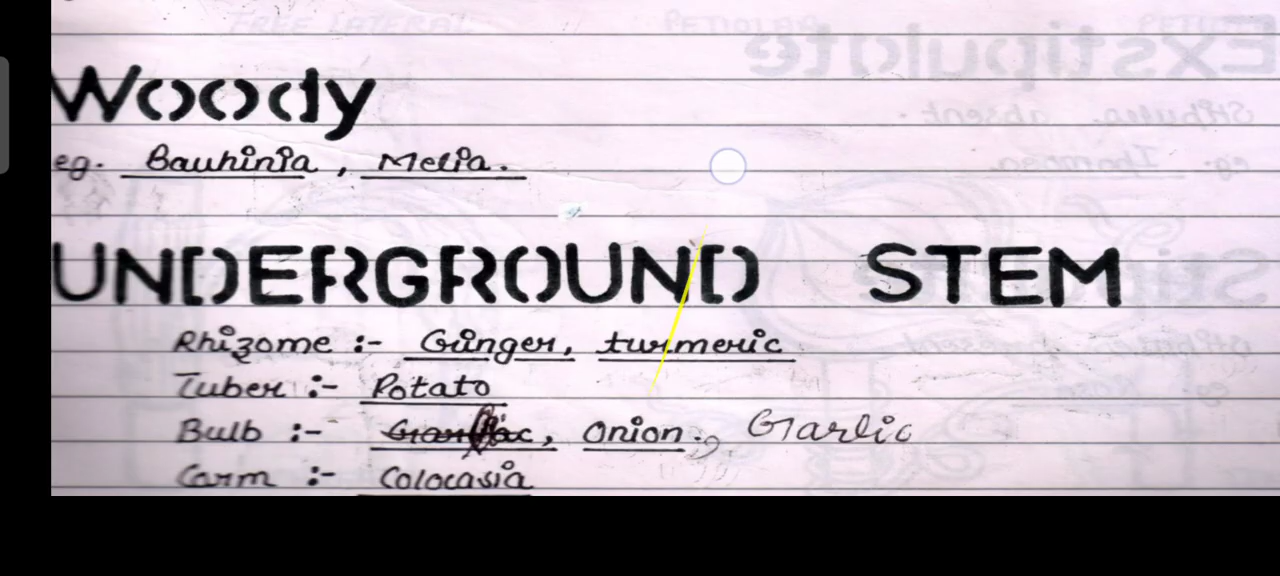 Woody
eg. Bauhinia, Melia.
UNDERGROUND STEM
Rhizome :- Ginger, turmeric
Tuber :- Potato
Bulb :- , Onion., Garlic
Corm :- Colocasia